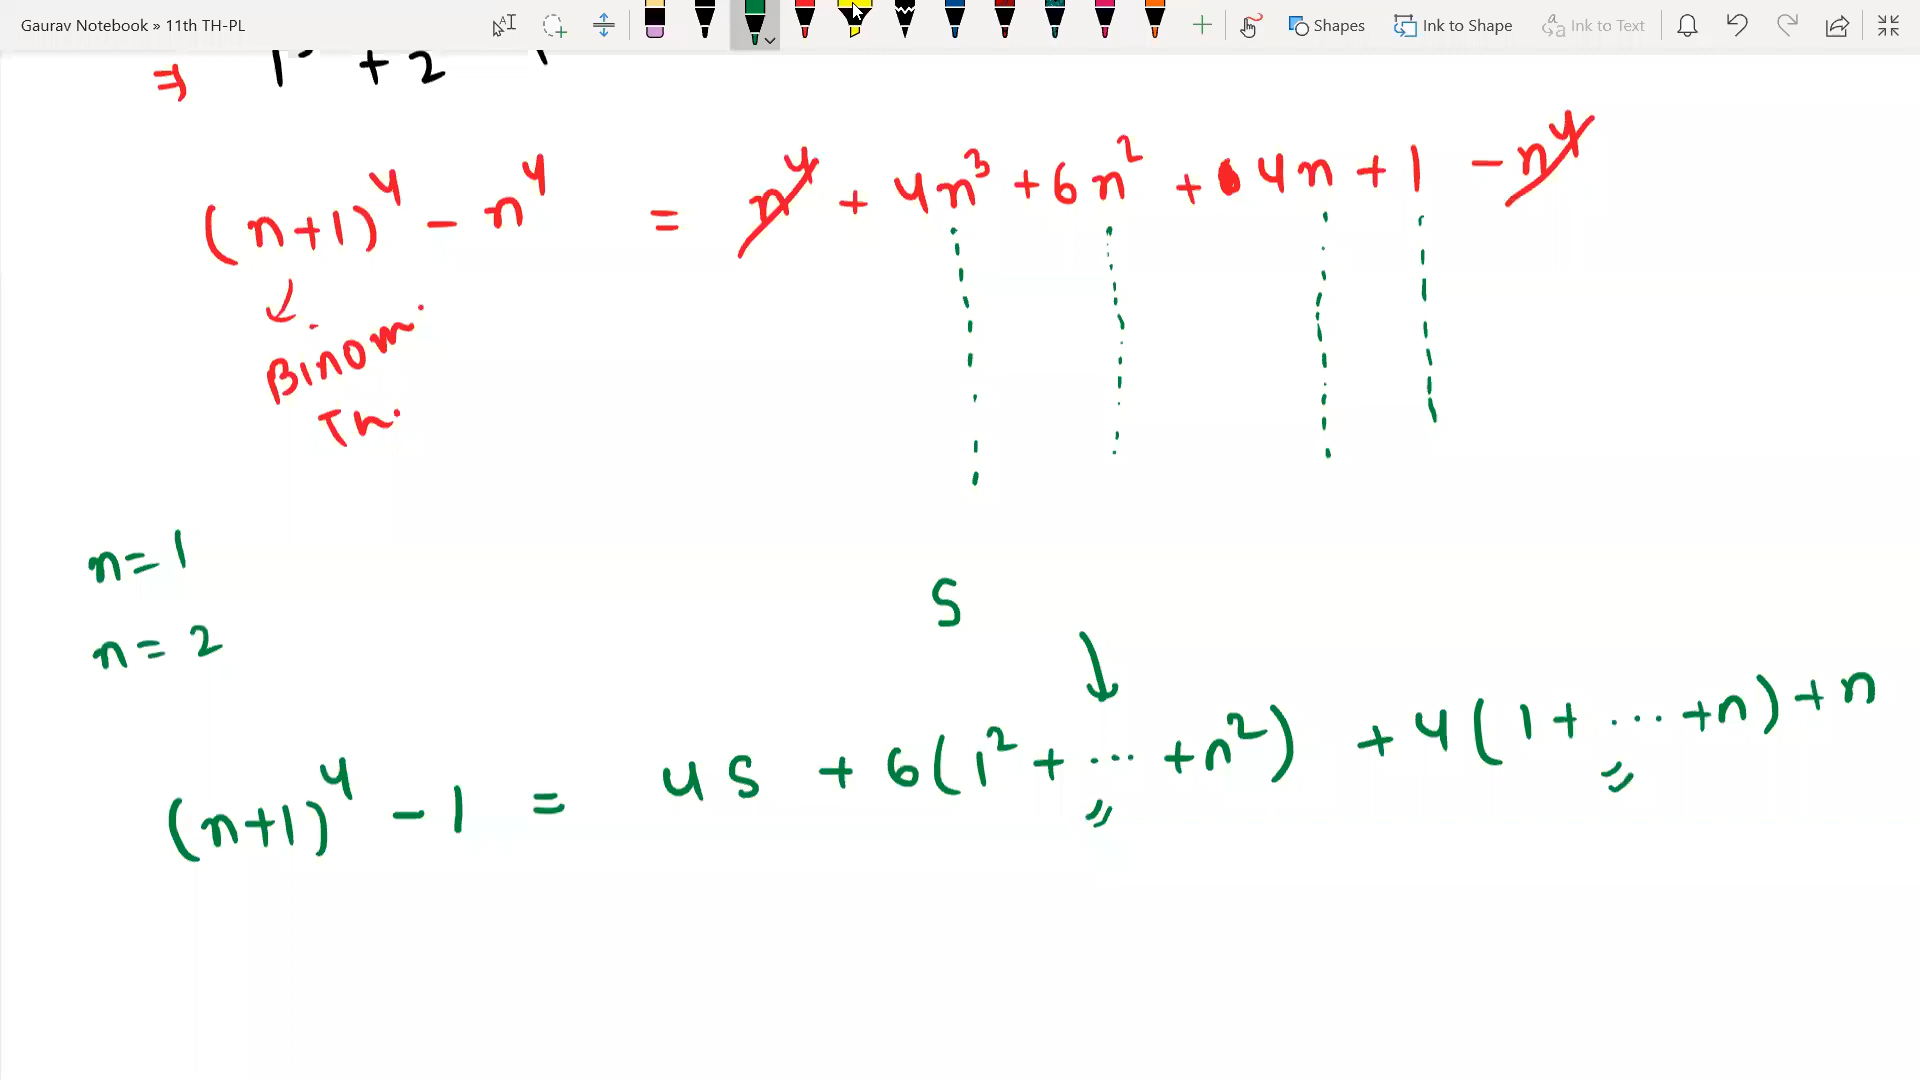 Gaurav Notebook » 11th TH-PL
Shapes
Ink to Shape
Ink to Text
⇒
+ 2
(n+1)⁴ - n⁴ = n⁴ + 4n³ + 6n² + 4n + 1 - n⁴
Binom.
Th.
n = 1
n = 2
S
(n+1)⁴ - 1 = 4S + 6(1² + ... + n²) + 4(1 + ... + n) + n